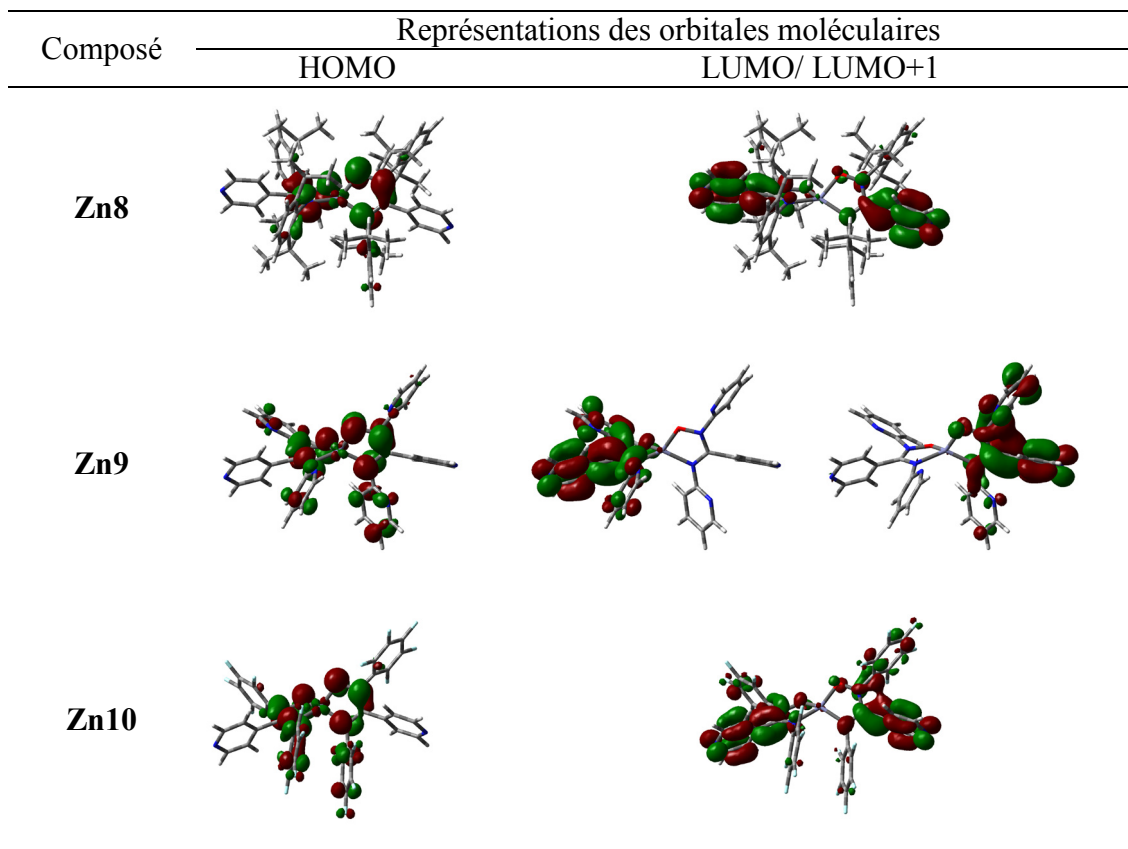 Composé
Représentations des orbitales moléculaires
HOMO LUMO/ LUMO+1
Zn8
Zn9
Zn10